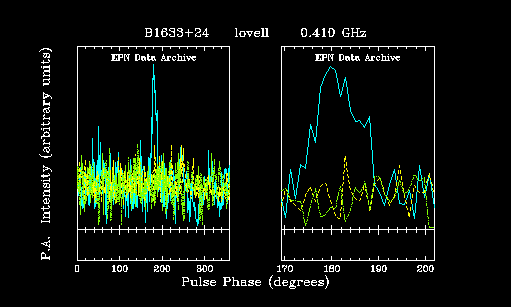 B1633+24 lovell 0.410 GHz
EPN Data Archive EPN Data Archive
P.A. Intensity (arbitrary units)
0 100 200 300 170 180 190 200
Pulse Phase (degrees)